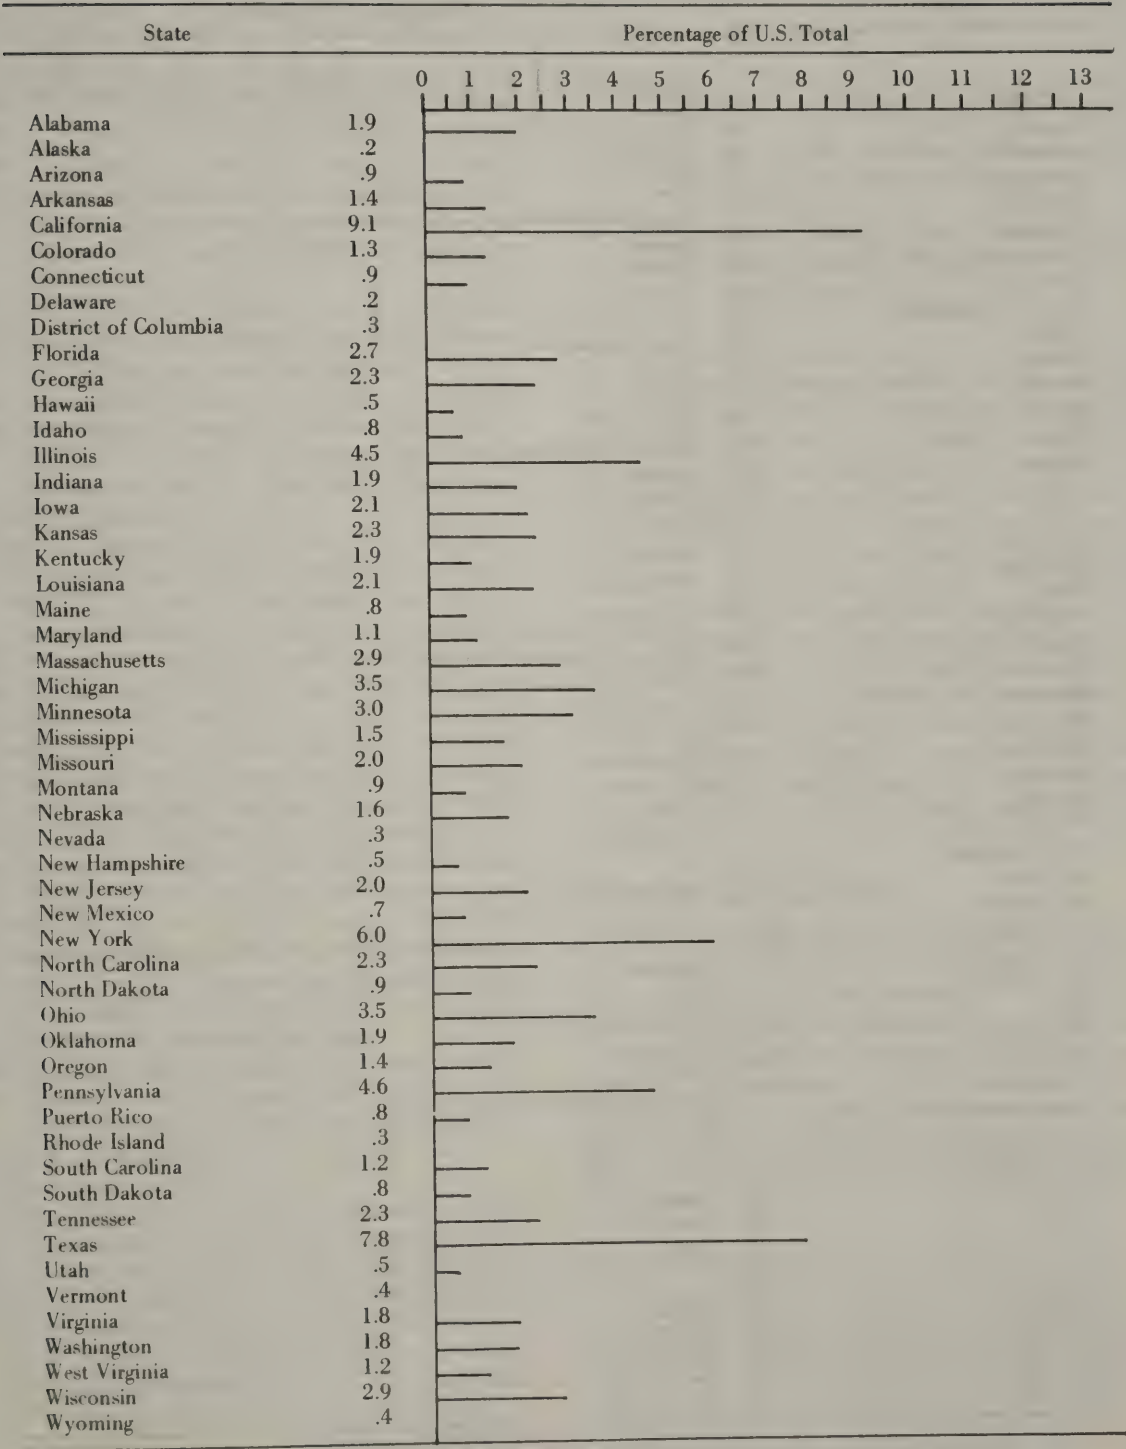 State Percentage of U.S. Total
0 1 2 3 4 5 6 7 8 9 10 11 12 13
Alabama 1.9
Alaska .2
Arizona .9
Arkansas 1.4
California 9.1
Colorado 1.3
Connecticut .9
Delaware .2
District of Columbia .3
Florida 2.7
Georgia 2.3
Hawaii .5
Idaho .8
Illinois 4.5
Indiana 1.9
Iowa 2.1
Kansas 2.3
Kentucky 1.9
Louisiana 2.1
Maine .8
Maryland 1.1
Massachusetts 2.9
Michigan 3.5
Minnesota 3.0
Mississippi 1.5
Missouri 2.0
Montana .9
Nebraska 1.6
Nevada .3
New Hampshire .5
New Jersey 2.0
New Mexico .7
New York 6.0
North Carolina 2.3
North Dakota .9
Ohio 3.5
Oklahoma 1.9
Oregon 1.4
Pennsylvania 4.6
Puerto Rico .8
Rhode Island .3
South Carolina 1.2
South Dakota .8
Tennessee 2.3
Texas 7.8
Utah .5
Vermont .4
Virginia 1.8
Washington 1.8
West Virginia 1.2
Wisconsin 2.9
Wyoming .4